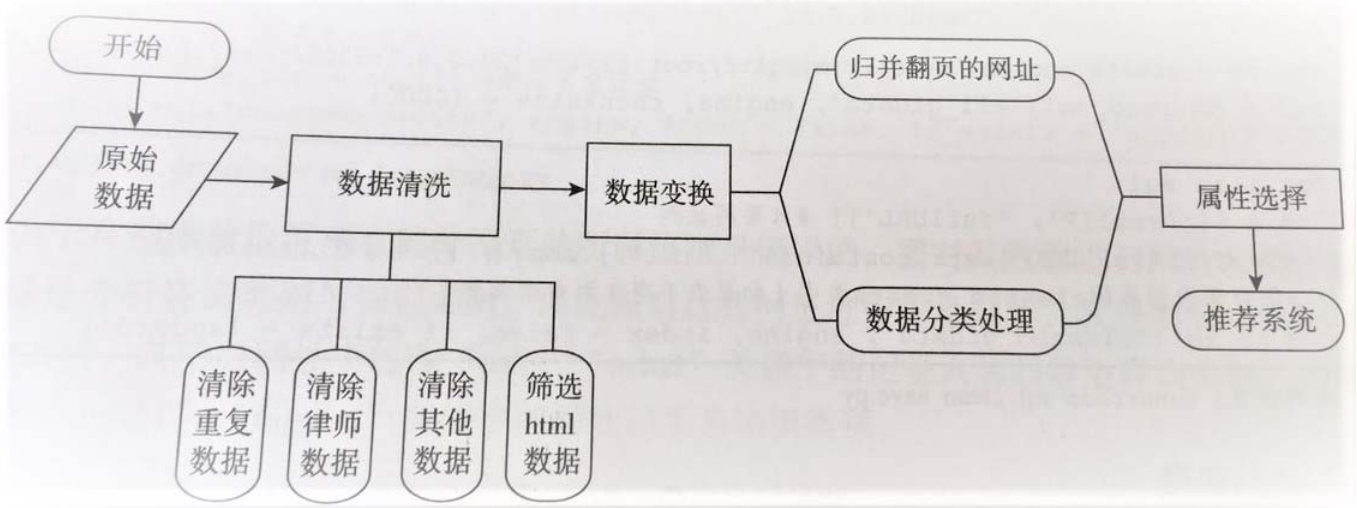 开始
原始
数据
数据清洗
数据变换
归并翻页的网址
数据分类处理
属性选择
推荐系统
清除
重复
数据
清除
律师
数据
清除
其他
数据
筛选
html
数据